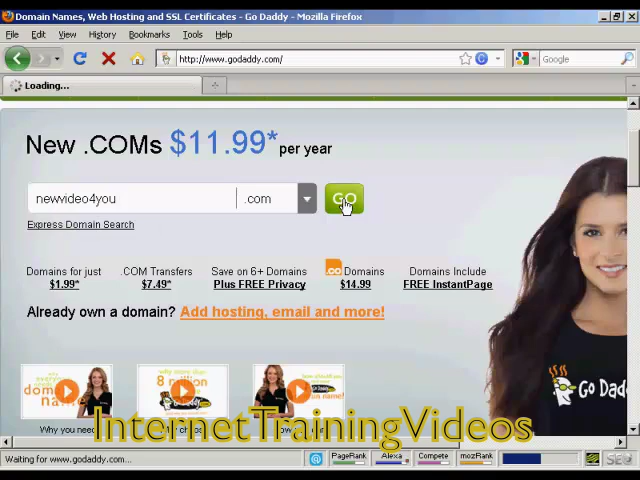 Domain Names, Web Hosting and SSL Certificates - Go Daddy - Mozilla Firefox
File Edit View History Bookmarks Tools Help
http://www.godaddy.com/
Google
Loading...
New .COMs $11.99* per year
newvideo4you .com GO
Express Domain Search
Domains for just .COM Transfers Save on 6+ Domains .co Domains Domains Include
$1.99* $7.49* Plus FREE Privacy $14.99 FREE InstantPage
Already own a domain? Add hosting, email and more!
Go Daddy
Why you need
InternetTrainingVideos
Waiting for www.godaddy.com...
PageRank Alexa Compete mozRank